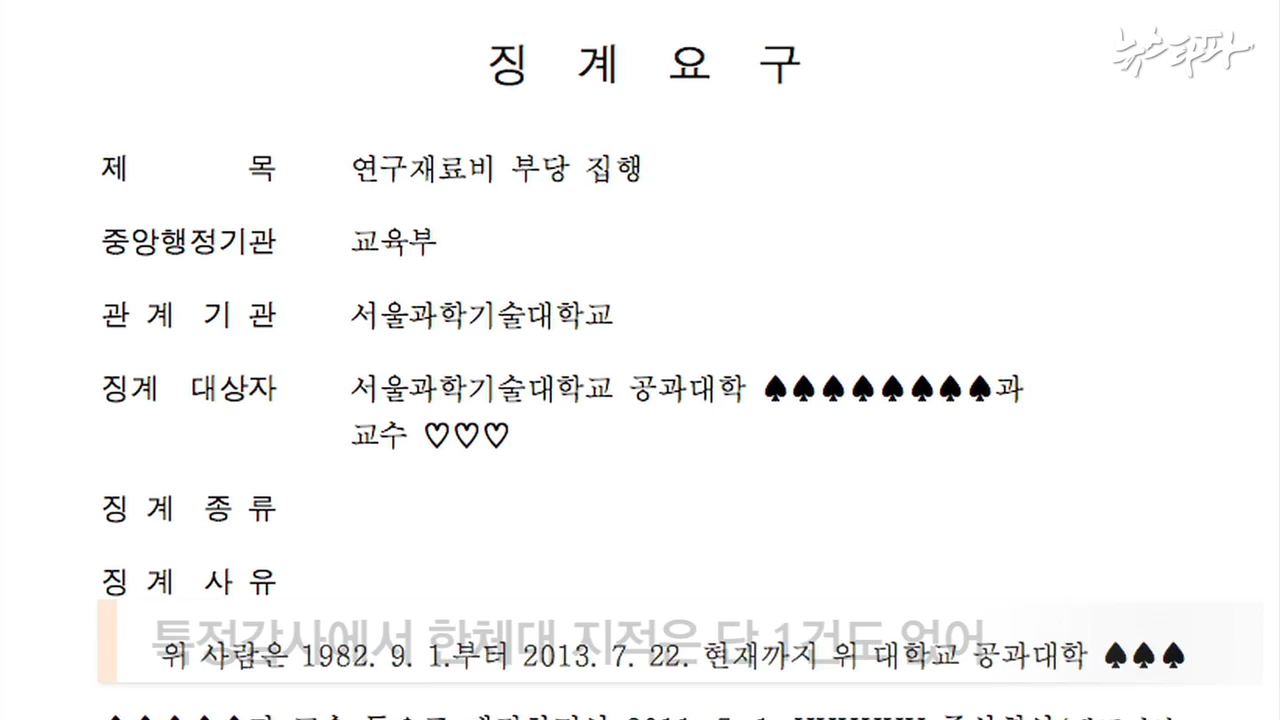 뉴스타파
징 계 요 구
제 목 연구재료비 부당 집행
중앙행정기관 교육부
관 계 기 관 서울과학기술대학교
징계 대상자 서울과학기술대학교 공과대학 ♠♠♠♠♠♠♠♠과
교수 ♡♡♡
징 계 종 류
징 계 사 유
특정감사에서 한체대 지적은 단 1건도 없어
위 사람은 1982. 9. 1.부터 2013. 7. 22. 현재까지 위 대학교 공과대학 ♠♠♠